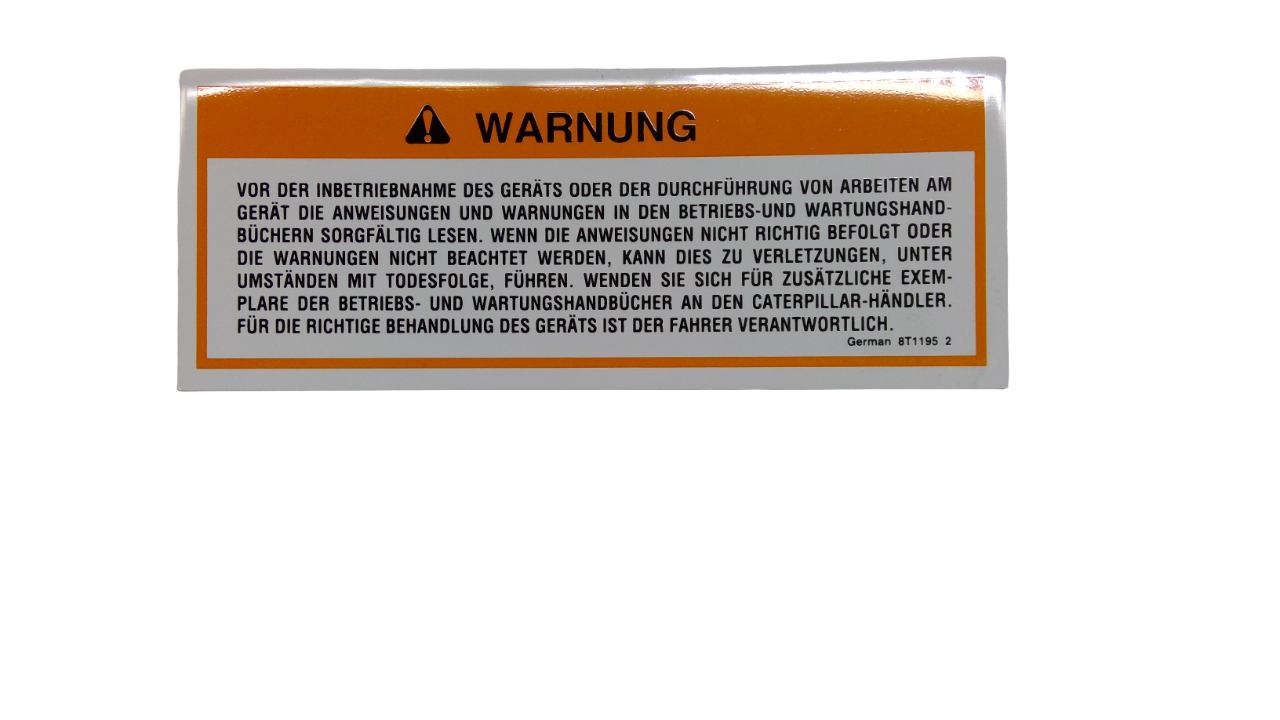 WARNUNG
VOR DER INBETRIEBNAHME DES GERÄTS ODER DER DURCHFÜHRUNG VON ARBEITEN AM
GERÄT DIE ANWEISUNGEN UND WARNUNGEN IN DEN BETRIEBS-UND WARTUNGSHAND-
BÜCHERN SORGFÄLTIG LESEN. WENN DIE ANWEISUNGEN NICHT RICHTIG BEFOLGT ODER
DIE WARNUNGEN NICHT BEACHTET WERDEN, KANN DIES ZU VERLETZUNGEN, UNTER
UMSTÄNDEN MIT TODESFOLGE, FÜHREN. WENDEN SIE SICH FÜR ZUSÄTZLICHE EXEM-
PLARE DER BETRIEBS- UND WARTUNGSHANDBÜCHER AN DEN CATERPILLAR-HÄNDLER.
FÜR DIE RICHTIGE BEHANDLUNG DES GERÄTS IST DER FAHRER VERANTWORTLICH.
German 8T1195 2